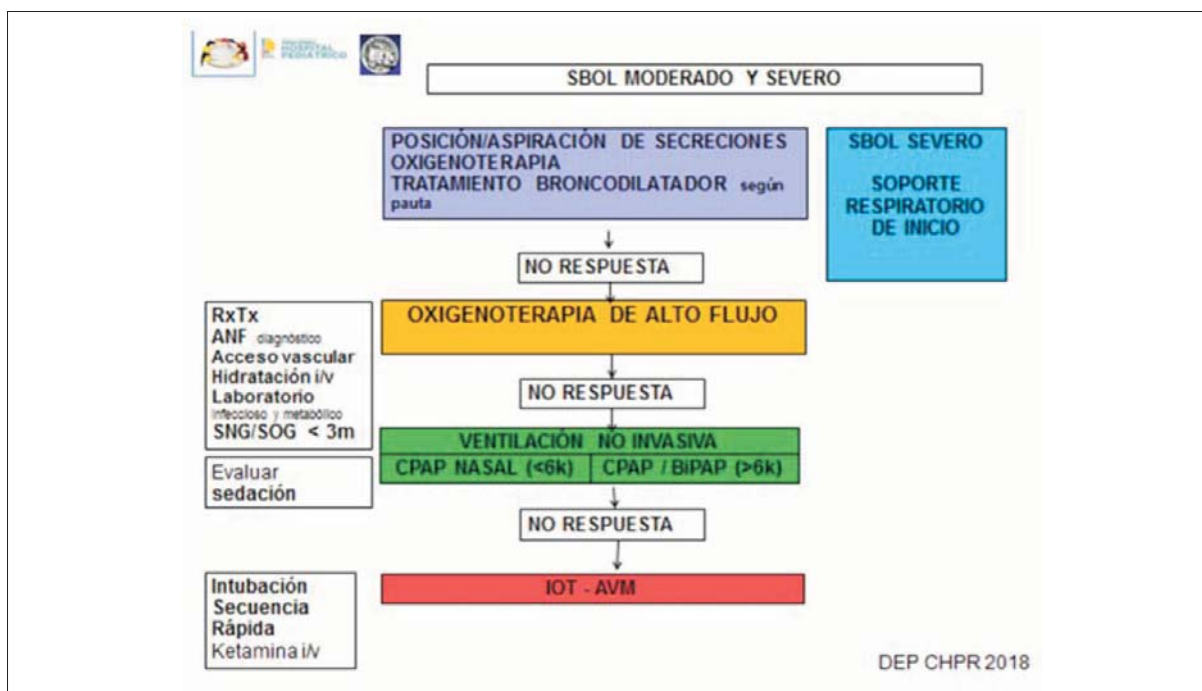 HOSPITAL
PEDIÁTRICO
SBOL MODERADO Y SEVERO
POSICIÓN/ASPIRACIÓN DE SECRECIONES
OXIGENOTERAPIA
TRATAMIENTO BRONCODILATADOR según
pauta
SBOL SEVERO
SOPORTE
RESPIRATORIO
DE INICIO
NO RESPUESTA
RxTx
ANF diagnóstico
Acceso vascular
Hidratación i/v
Laboratorio
infeccioso y metabólico
SNG/SOG < 3m
OXIGENOTERAPIA DE ALTO FLUJO
NO RESPUESTA
VENTILACIÓN NO INVASIVA
CPAP NASAL (<6k)
CPAP / BiPAP (>6k)
Evaluar
sedación
NO RESPUESTA
IOT - AVM
Intubación
Secuencia
Rápida
Ketamina i/v
DEP CHPR 2018